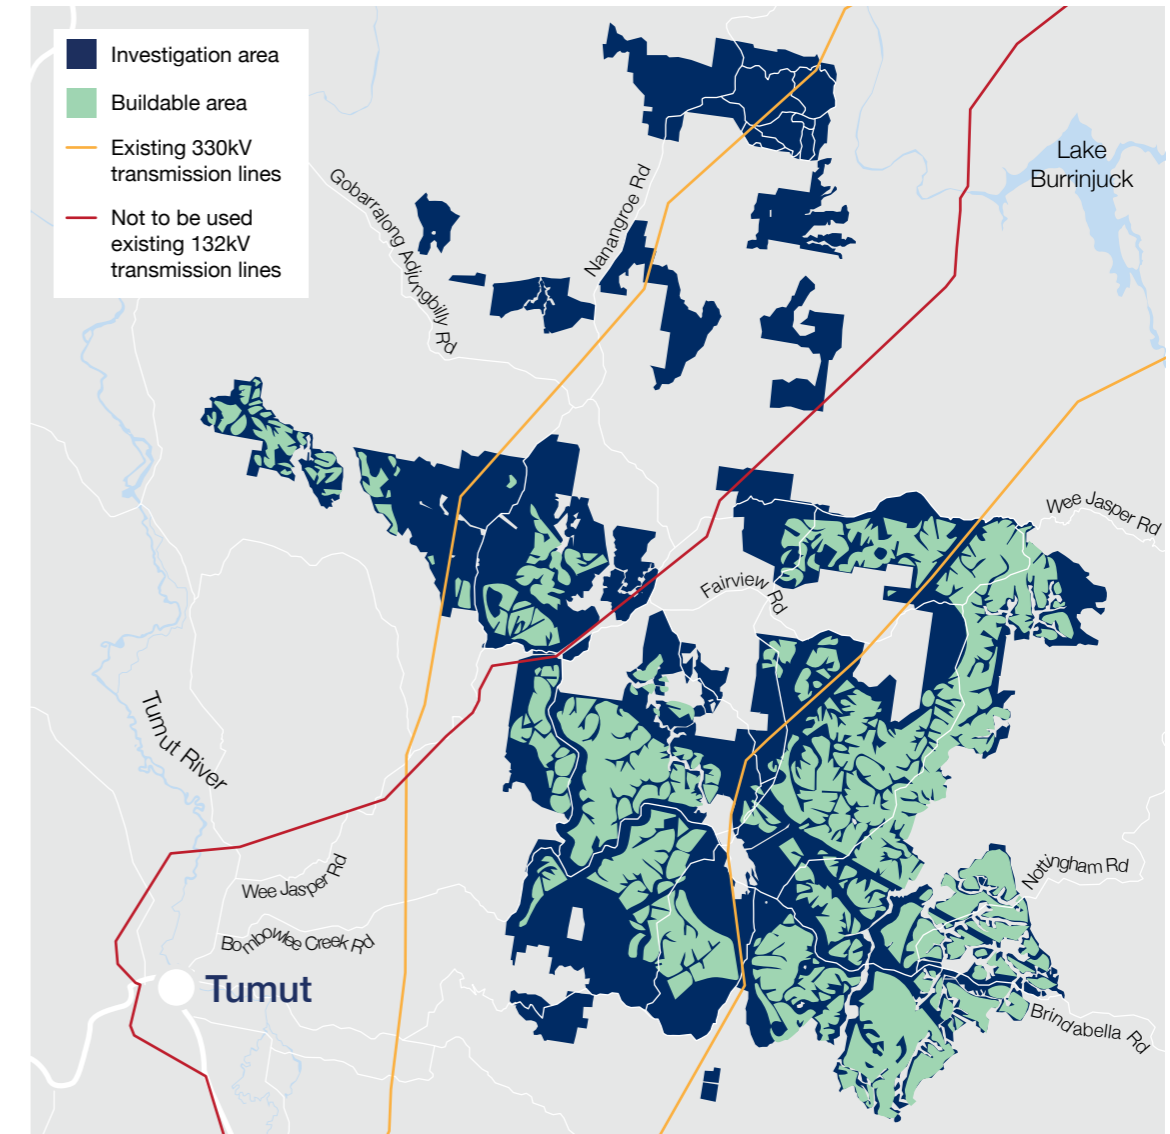 Investigation area
Buildable area
Existing 330kV
transmission lines
Not to be used
existing 132kV
transmission lines
Lake
Burrinjuck
Gobarralong Adjungbilly Rd
Nanangroe Rd
Wee Jasper Rd
Fairview Rd
Tumut River
Wee Jasper Rd
Nottingham Rd
Bombowlee Creek Rd
Tumut
Brindabella Rd